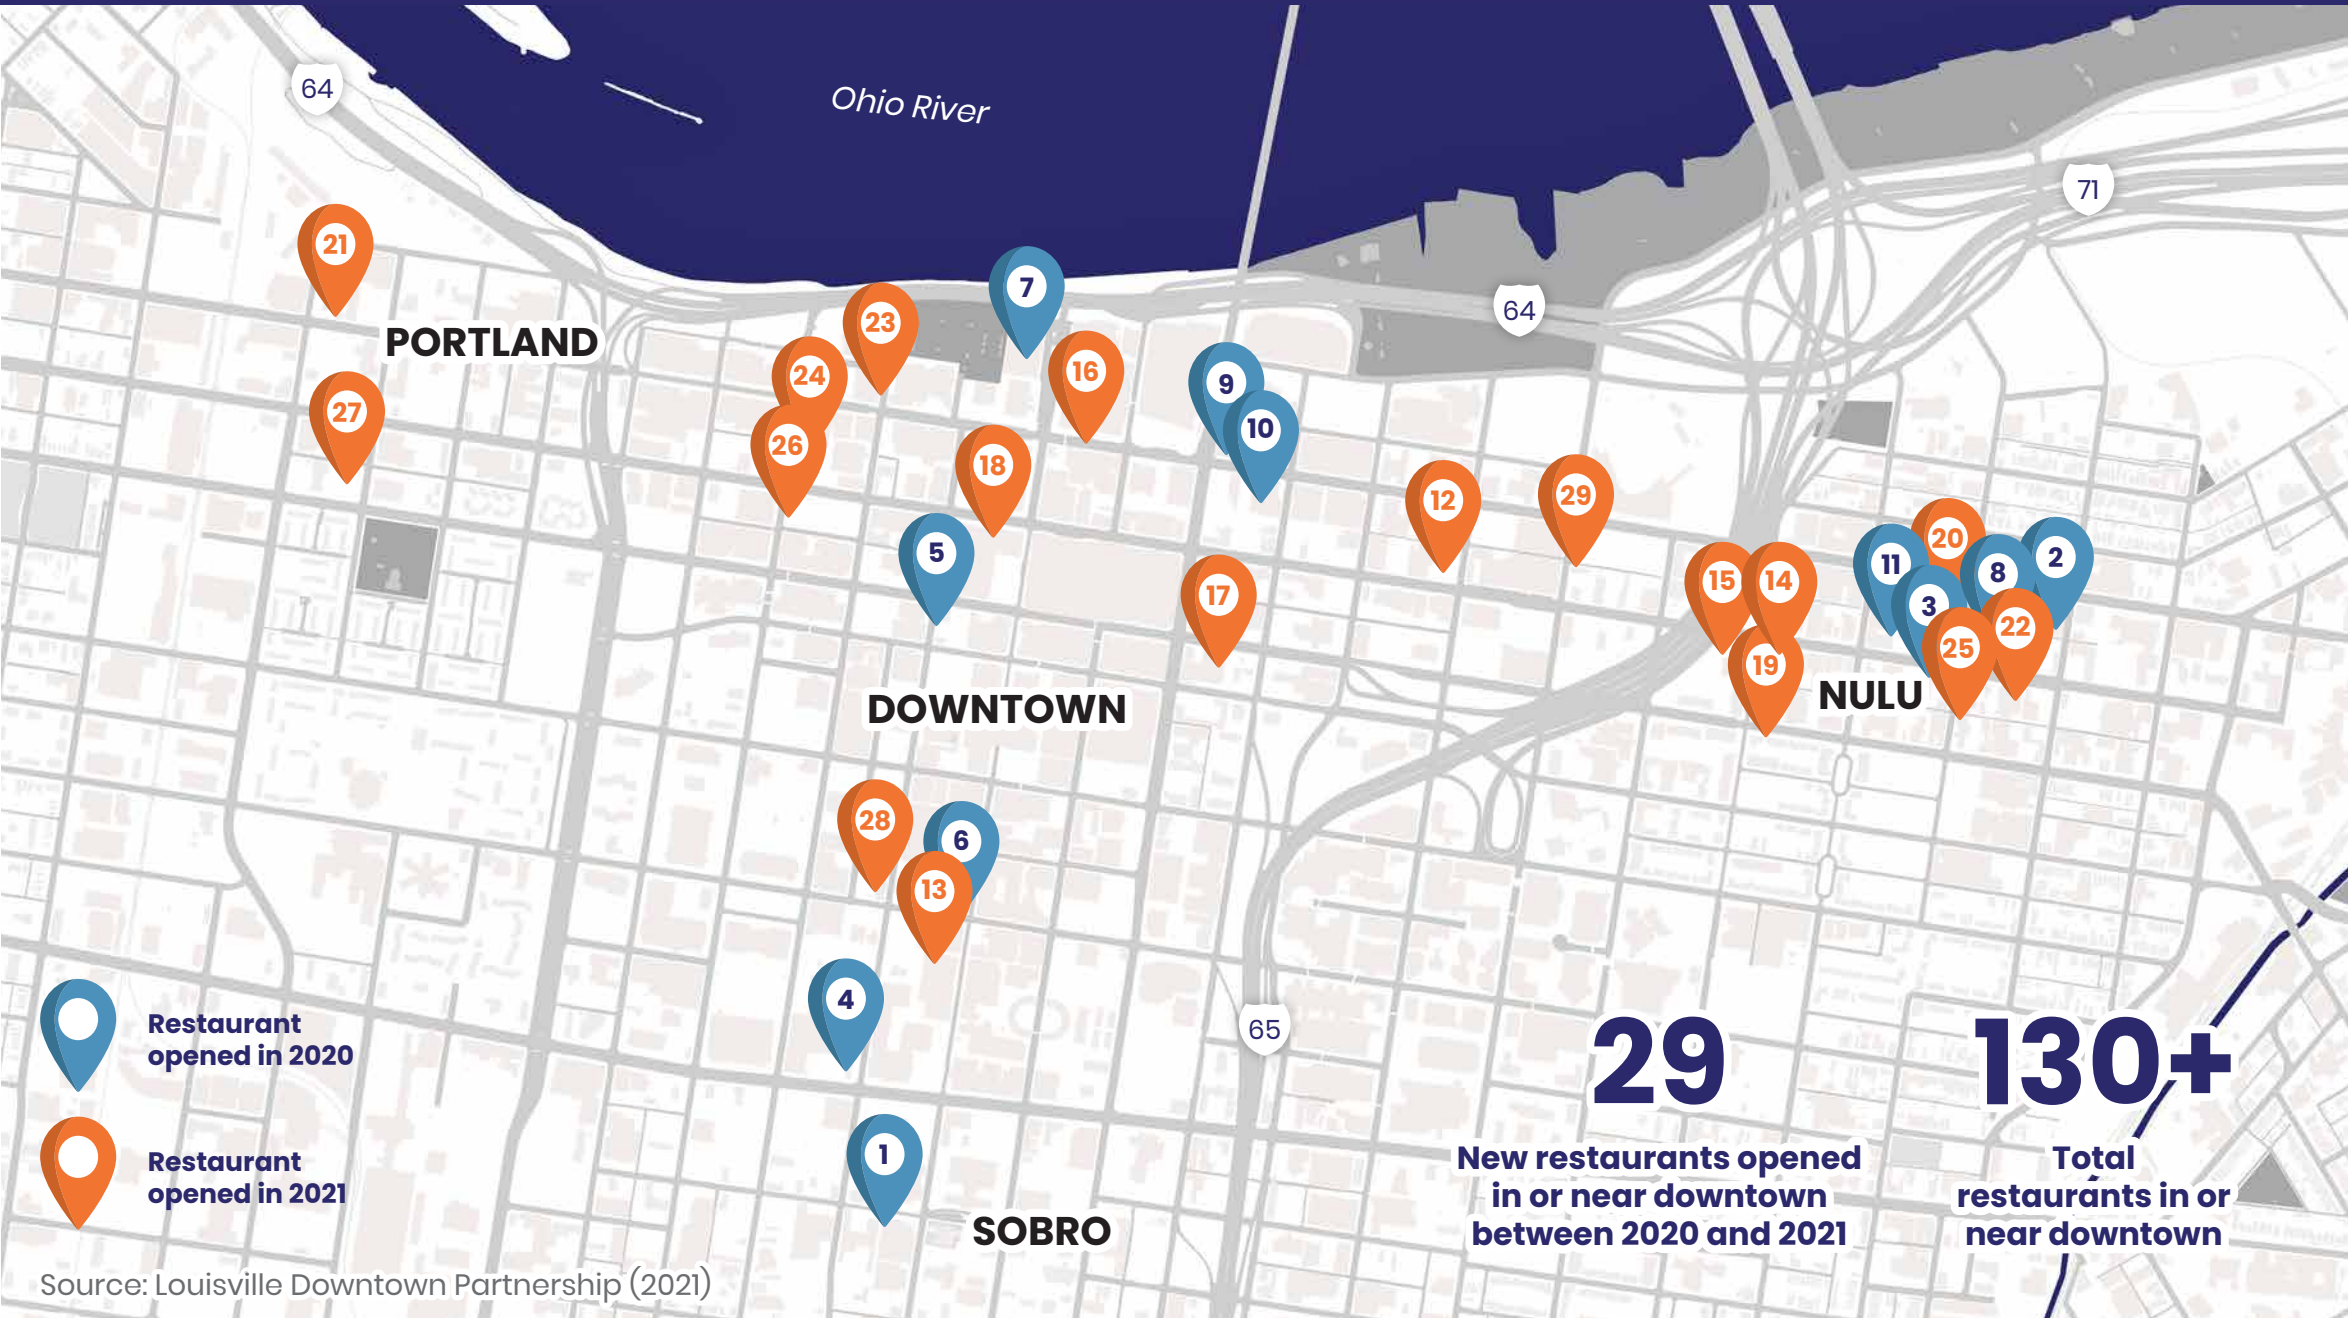 Ohio River
64
71
21
7
64
23
PORTLAND
16
24
9
27
10
26
18
12
29
20
5
2
11
8
15
14
17
3
22
25
19
NULU
DOWNTOWN
28
6
13
4
65
Restaurant
opened in 2020
29
New restaurants opened
in or near downtown
between 2020 and 2021
130+
Total
restaurants in or
near downtown
1
Restaurant
opened in 2021
SOBRO
Source: Louisville Downtown Partnership (2021)